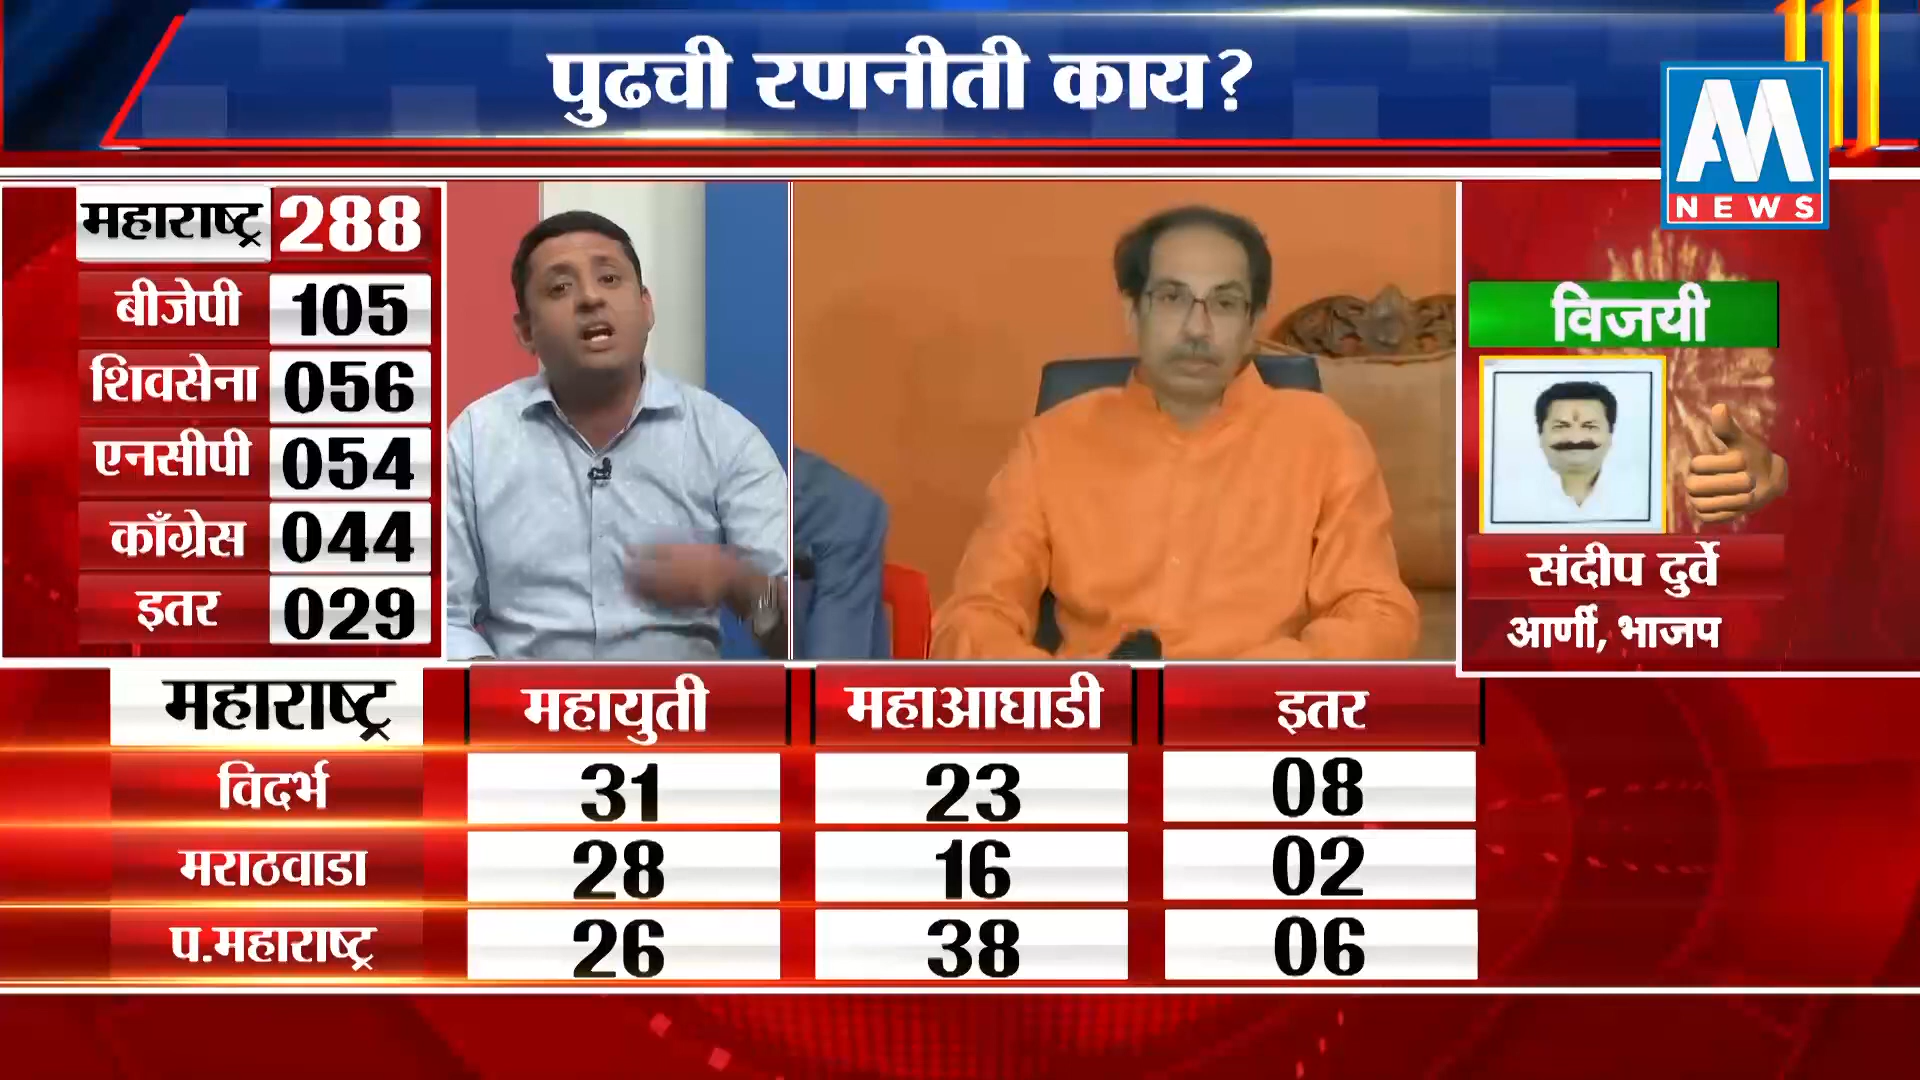 पुढची रणनीती काय?
AM
NEWS
महाराष्ट्र 288
बीजेपी 105
शिवसेना 056
एनसीपी 054
काँग्रेस 044
इतर 029
विजयी
संदीप दुर्वे
आर्णी, भाजप
महाराष्ट्र महायुती महाआघाडी इतर
विदर्भ 31 23 08
मराठवाडा 28 16 02
प.महाराष्ट्र 26 38 06